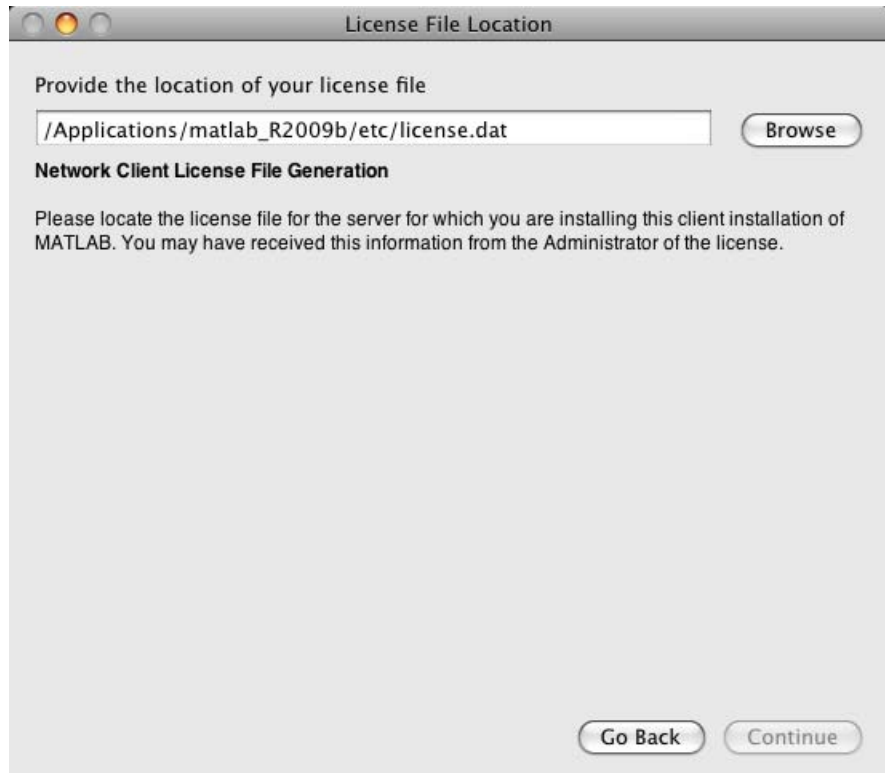 License File Location
Provide the location of your license file
/Applications/matlab_R2009b/etc/license.dat
Browse
Network Client License File Generation
Please locate the license file for the server for which you are installing this client installation of
MATLAB. You may have received this information from the Administrator of the license.
Go Back
Continue